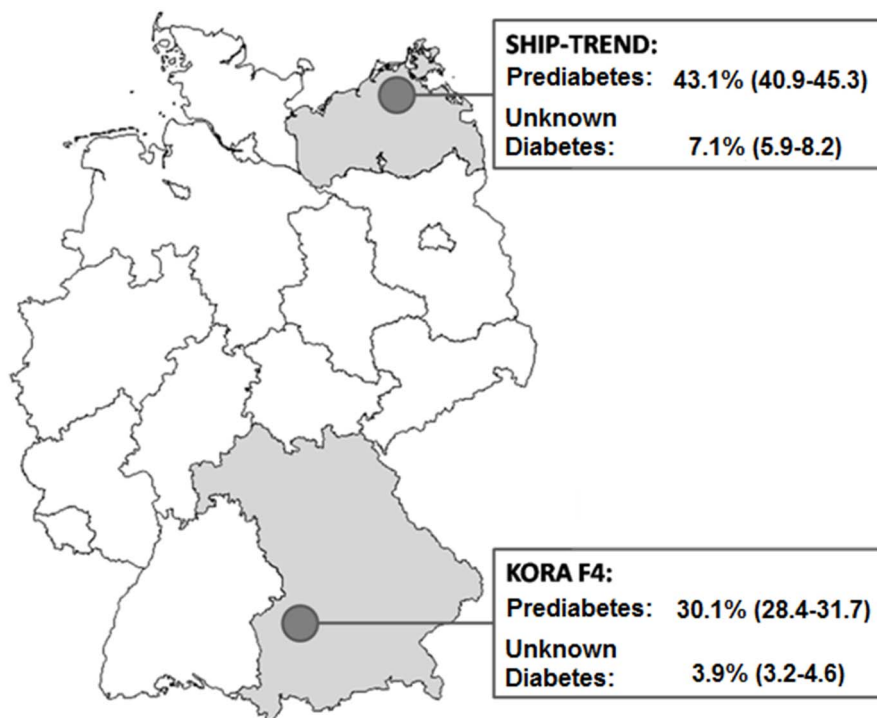 SHIP-TREND:
Prediabetes: 43.1% (40.9-45.3)
Unknown
Diabetes: 7.1% (5.9-8.2)
KORA F4:
Prediabetes: 30.1% (28.4-31.7)
Unknown
Diabetes: 3.9% (3.2-4.6)